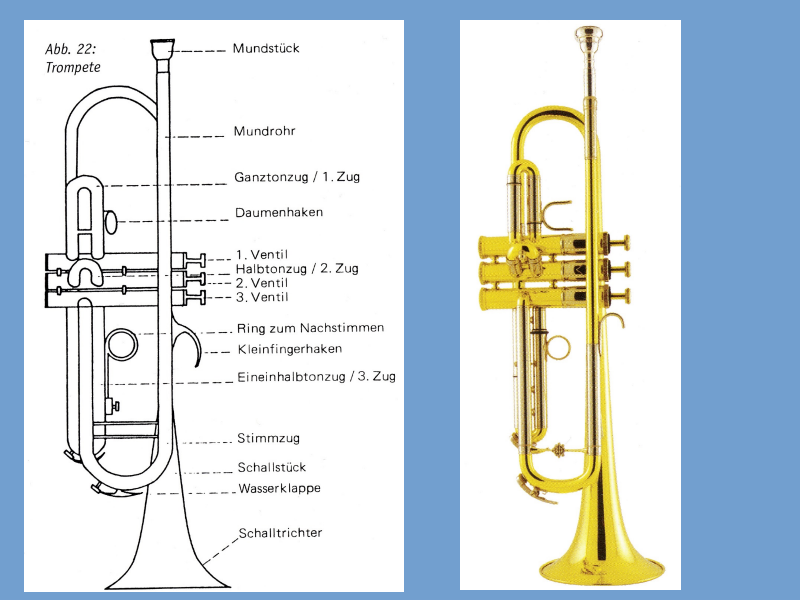 Abb. 22:
Trompete
Mundstück
Mundrohr
Ganztonzug / 1. Zug
Daumenhaken
1. Ventil
Halbtonzug / 2. Zug
2. Ventil
3. Ventil
Ring zum Nachstimmen
Kleinfingerhaken
Eineinhalbtonzug / 3. Zug
Stimmzug
Schallstück
Wasserklappe
Schalltrichter